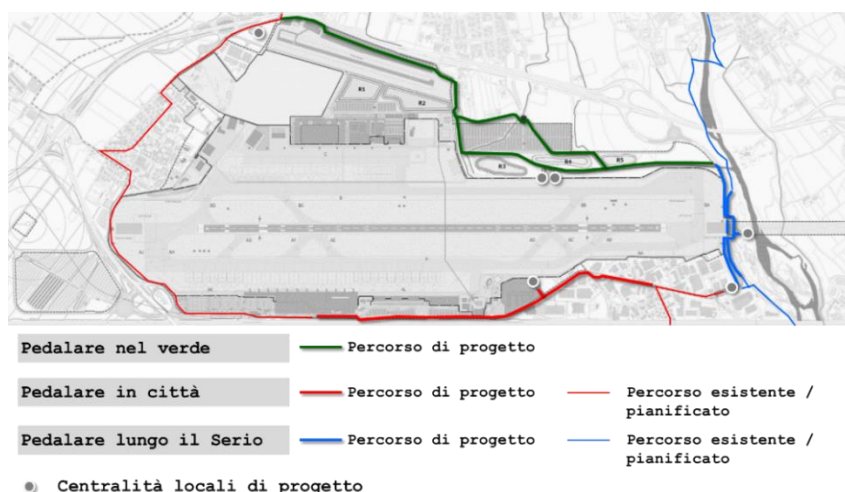 R1
R2
R3
R4
R5
Pedalare nel verde
Percorso di progetto
Pedalare in città
Percorso di progetto
Percorso esistente /
pianificato
Pedalare lungo il Serio
Percorso di progetto
Percorso esistente /
pianificato
Centralità locali di progetto